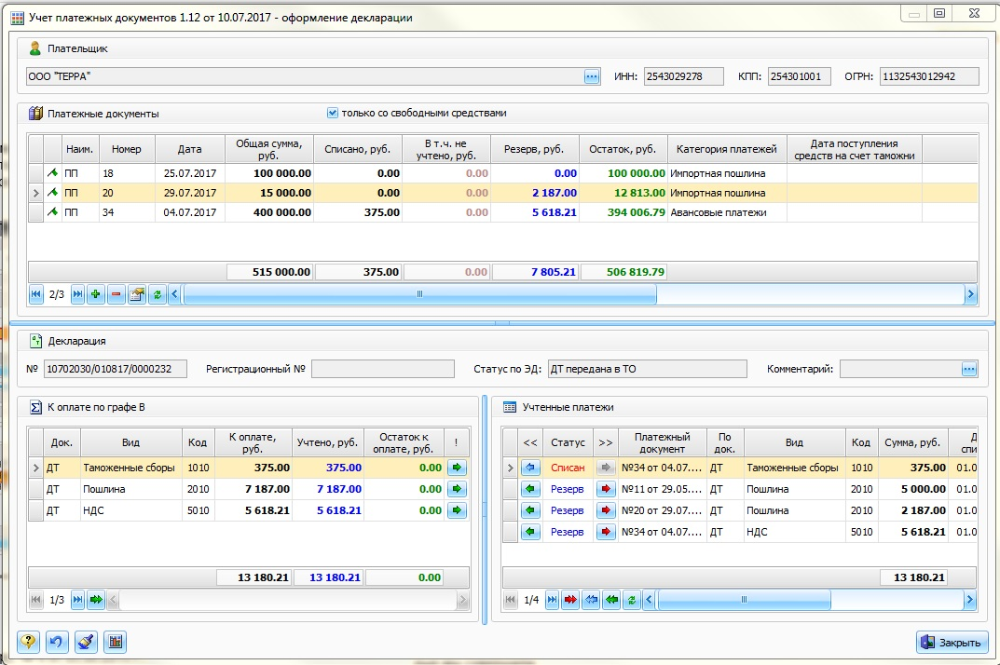 Учет платежных документов 1.12 от 10.07.2017 - оформление декларации
Плательщик
ООО "ТЕРРА" ... ИНН: 2543029278 КПП: 254301001 ОГРН: 1132543012942
Платежные документы только со свободными средствами
Наим. Номер Дата Общая сумма, руб. Списано, руб. В т.ч. не учтено, руб. Резерв, руб. Остаток, руб. Категория платежей Дата поступления средств на счет таможни
ПП 18 25.07.2017 100 000.00 0.00 0.00 0.00 100 000.00 Импортная пошлина
ПП 20 29.07.2017 15 000.00 0.00 0.00 2 187.00 12 813.00 Импортная пошлина
ПП 34 04.07.2017 400 000.00 375.00 0.00 5 618.21 394 006.79 Авансовые платежи
515 000.00 375.00 0.00 7 805.21 506 819.79
2/3
Декларация
№ 10702030/010817/0000232 Регистрационный № Статус по ЭД: ДТ передана в ТО Комментарий: ...
К оплате по графе В
Док. Вид Код К оплате, руб. Учтено, руб. Остаток к оплате, руб. !
ДТ Таможенные сборы 1010 375.00 375.00 0.00
ДТ Пошлина 2010 7 187.00 7 187.00 0.00
ДТ НДС 5010 5 618.21 5 618.21 0.00
13 180.21 13 180.21 0.00
1/3
Учтенные платежи
<< Статус >> Платежный документ По док. Вид Код Сумма, руб. Д спи
Списан №34 от 04.07.... ДТ Таможенные сборы 1010 375.00 01.0
Резерв №11 от 29.05.... ДТ Пошлина 2010 5 000.00 01.0
Резерв №20 от 29.07.... ДТ Пошлина 2010 2 187.00 01.0
Резерв №34 от 04.07.... ДТ НДС 5010 5 618.21 01.0
13 180.21
1/4
Закрыть